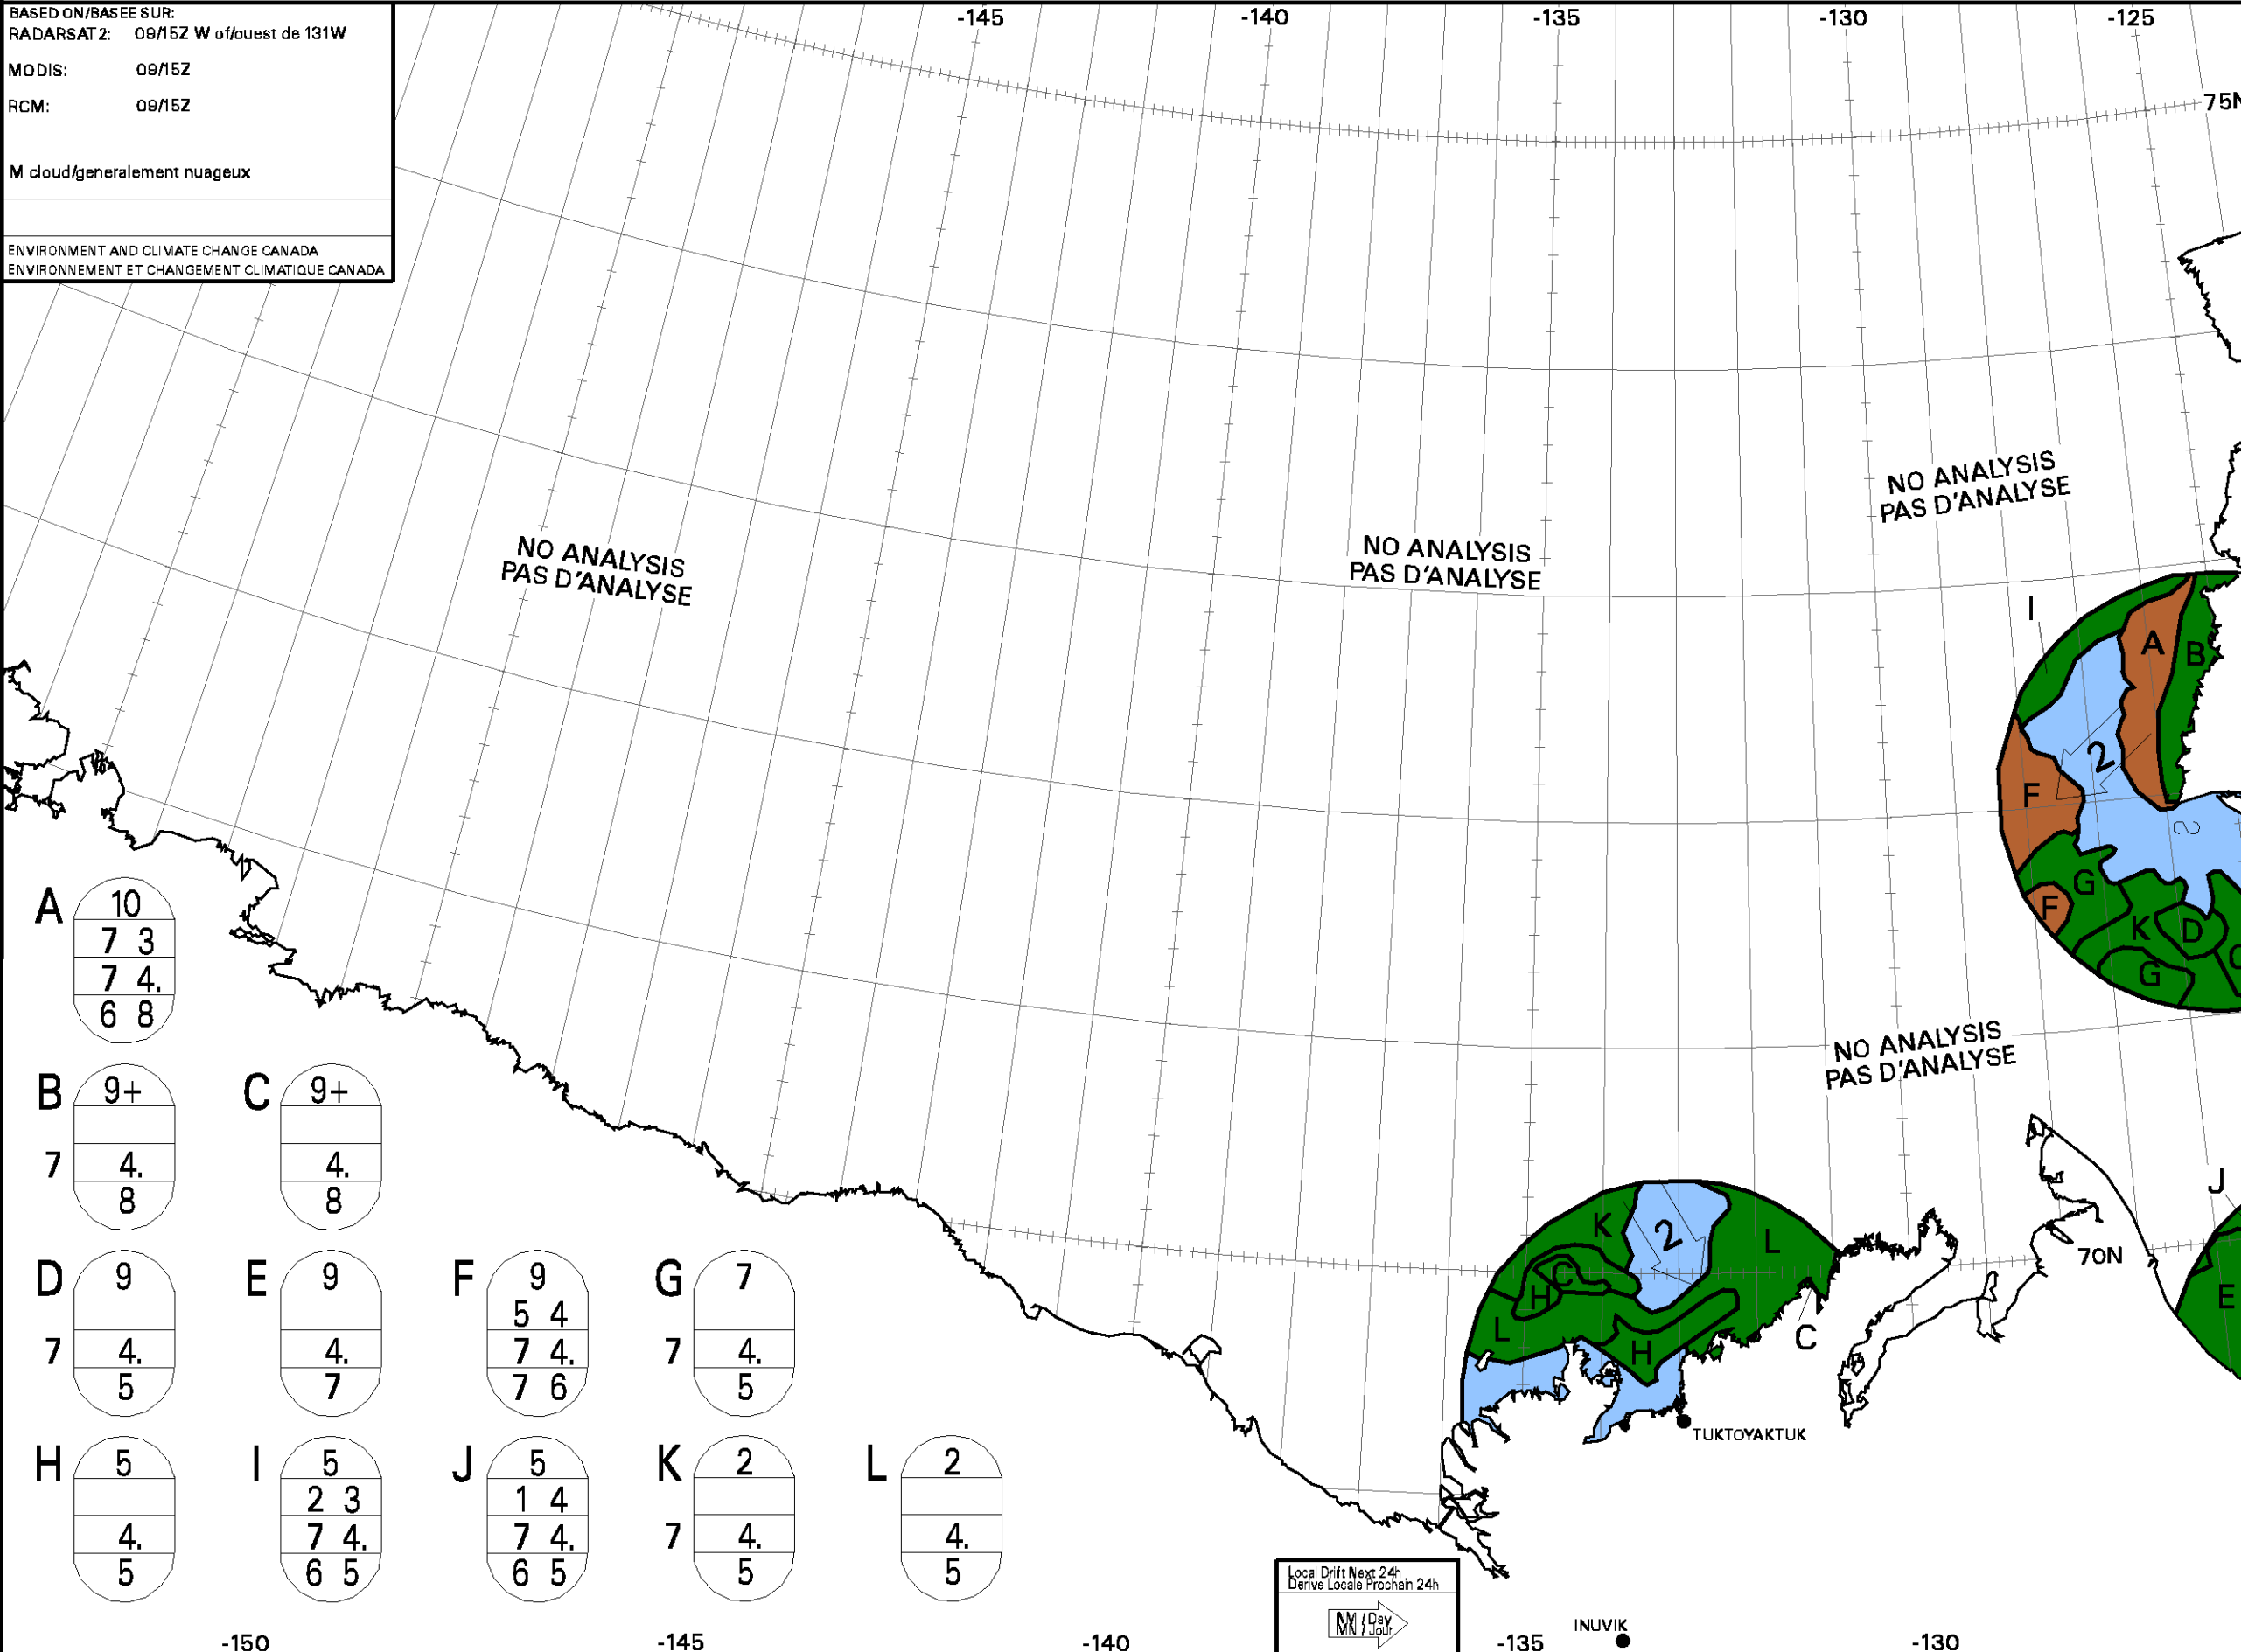 BASED ON/BASEE SUR:
RADARSAT2: 09/15Z W of/ouest de 131W
MODIS: 09/15Z
RCM: 09/15Z
M cloud/generalement nuageux
ENVIRONMENT AND CLIMATE CHANGE CANADA
ENVIRONNEMENT ET CHANGEMENT CLIMATIQUE CANADA
-145 -140 -135 -130 -125
75N
NO ANALYSIS
PAS D'ANALYSE
NO ANALYSIS
PAS D'ANALYSE
NO ANALYSIS
PAS D'ANALYSE
I
A
B
2
F
2
G
F
K
D
G
NO ANALYSIS
PAS D'ANALYSE
J
K
2
L
70N
C
H
E
L
H
C
TUKTOYAKTUK
A
10
7 3
7 4.
6 8
B
9+
7 4.
8
C
9+
4.
8
D
9
7 4.
5
E
9
4.
7
F
9
5 4
7 4.
7 6
G
7
7 4.
5
H
5
4.
5
I
5
2 3
7 4.
6 5
J
5
1 4
7 4.
6 5
K
2
7 4.
5
L
2
4.
5
Local Drift Next 24h
Derive Locale Prochain 24h
NM / Day
MN / Jour
INUVIK
-150 -145 -140 -135 -130